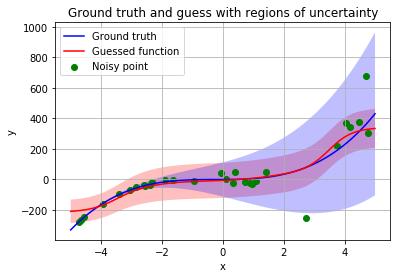 Ground truth and guess with regions of uncertainty
Ground truth
Guessed function
Noisy point
1000
800
600
400
200
0
−200
y
−4
−2
0
2
4
x